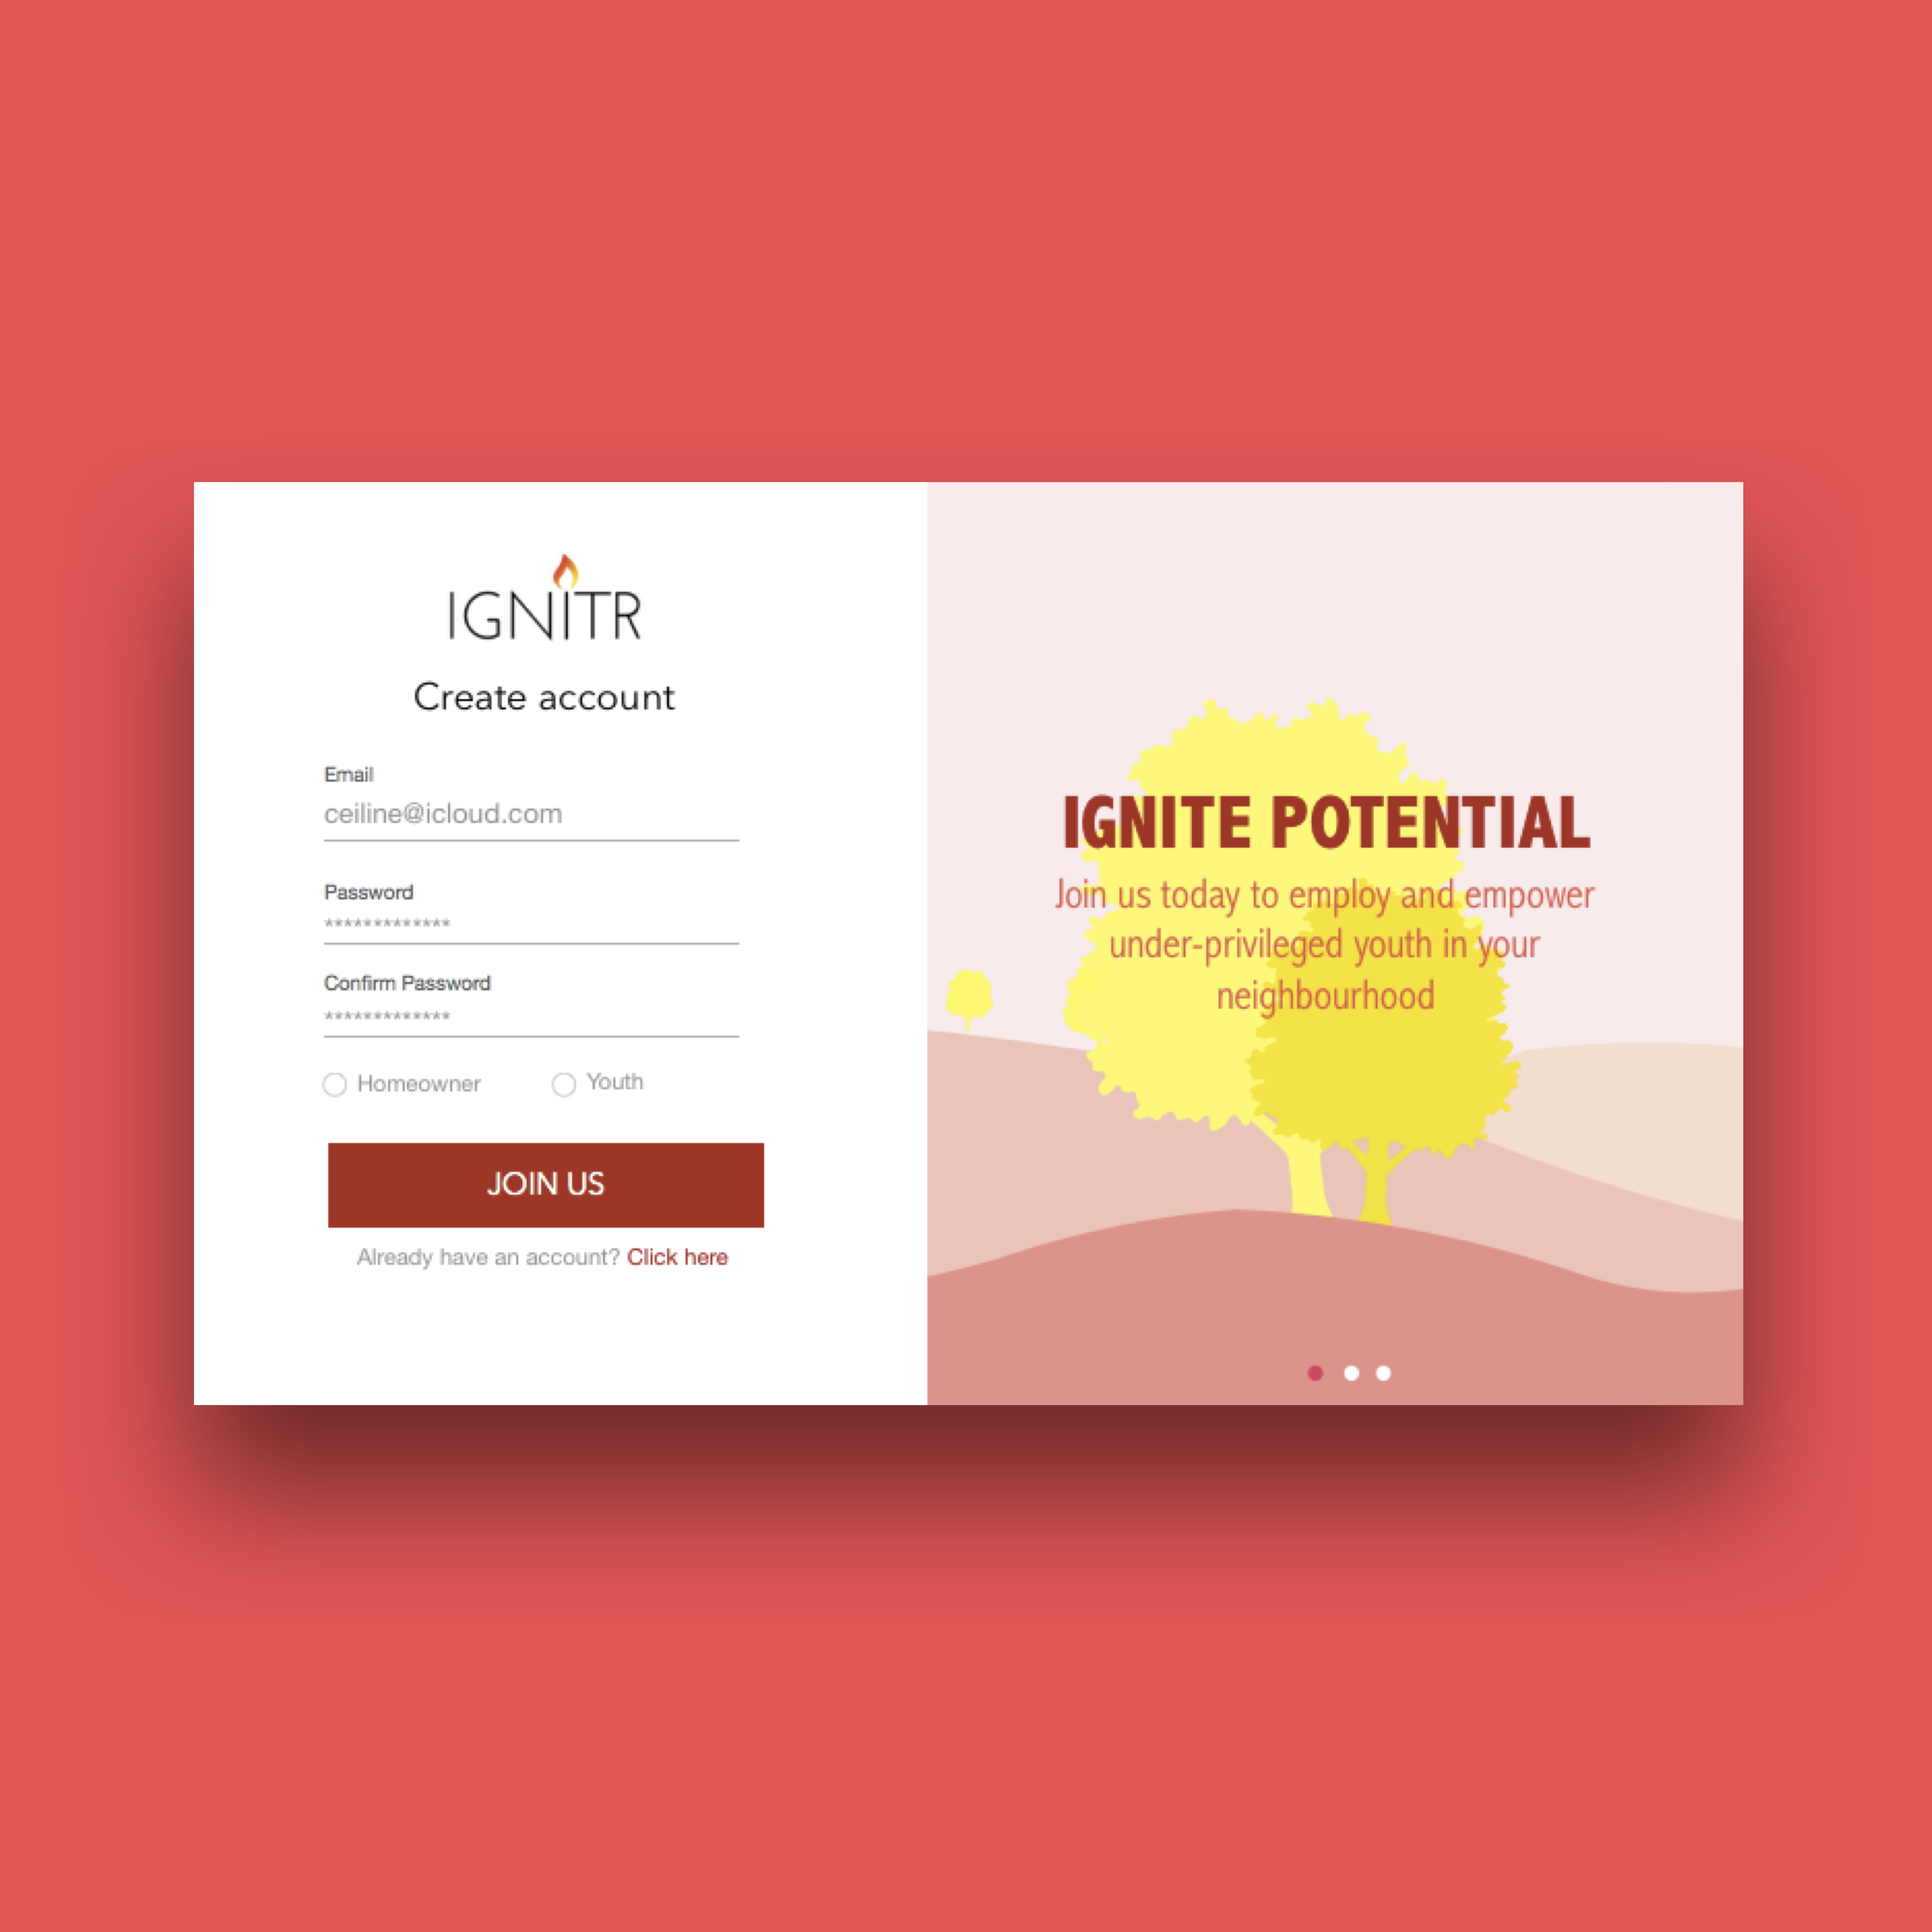 IGNITR
Create account
Email
ceiline@icloud.com
Password
*************
Confirm Password
*************
Homeowner Youth
JOIN US
Already have an account? Click here
IGNITE POTENTIAL
Join us today to employ and empower
under-privileged youth in your
neighbourhood